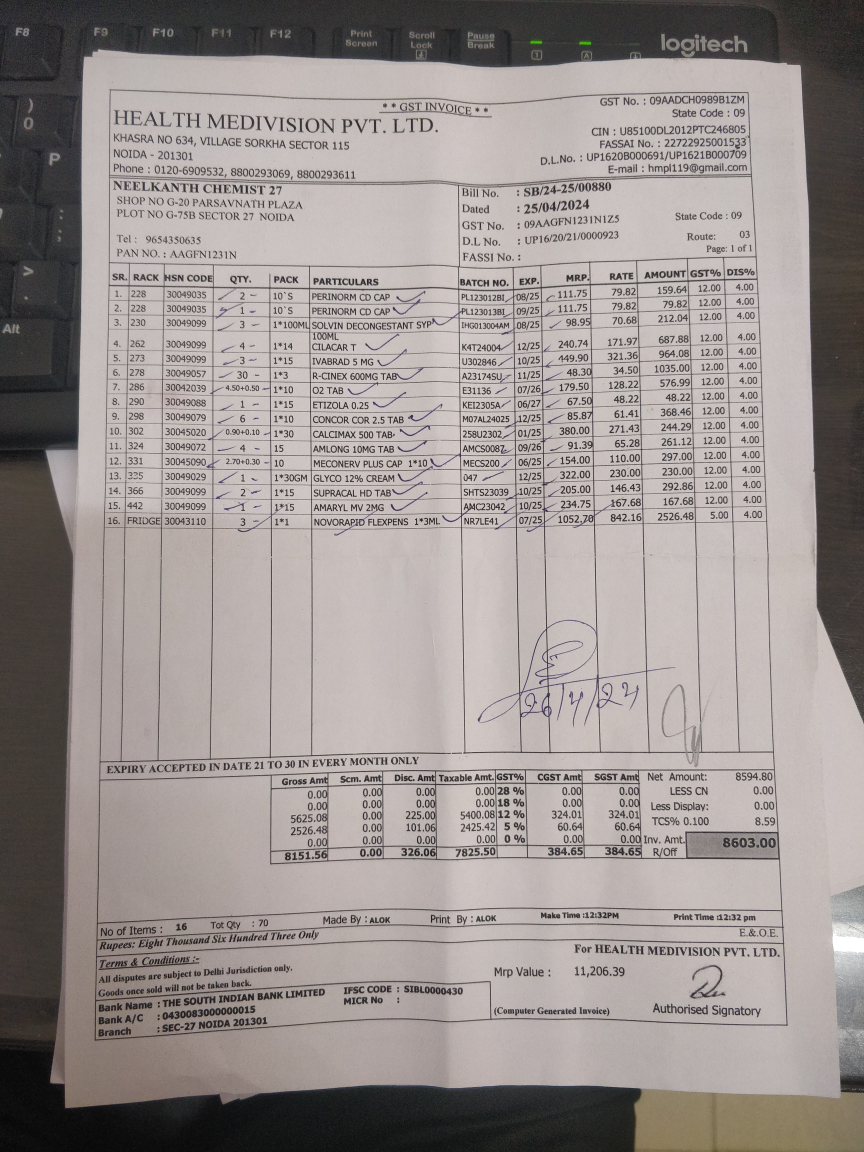 F8 F9 F10 F11 F12 Print Screen Scroll Lock Pause Break
logitech
) 0
P
: ;
> .
Alt
* * GST INVOICE * *
HEALTH MEDIVISION PVT. LTD.
KHASRA NO 634, VILLAGE SORKHA SECTOR 115
NOIDA - 201301
Phone : 0120-6909532, 8800293069, 8800293611
GST No. : 09AADCH0989B1ZM
State Code : 09
CIN : U85100DL2012PTC246805
FASSAI No. : 22722925001533
D.L.No. : UP1620B000691/UP1621B000709
E-mail : hmpl119@gmail.com
NEELKANTH CHEMIST 27
SHOP NO G-20 PARSAVNATH PLAZA
PLOT NO G-75B SECTOR 27 NOIDA
Tel : 9654350635
PAN NO. : AAGFN1231N
Bill No. : SB/24-25/00880
Dated : 25/04/2024
GST No. : 09AAGFN1231N1Z5 State Code : 09
D.L No. : UP16/20/21/0000923 Route: 03
FASSI No. : Page: 1 of 1
SR. RACK HSN CODE QTY. PACK PARTICULARS BATCH NO. EXP. MRP. RATE AMOUNT GST% DIS%
1. 228 30049035 2 - 10`S PERINORM CD CAP PL123012BI 08/25 111.75 79.82 159.64 12.00 4.00
2. 228 30049035 1 - 10`S PERINORM CD CAP PL123013BI 09/25 111.75 79.82 79.82 12.00 4.00
3. 230 30049099 3 - 1*100ML SOLVIN DECONGESTANT SYP 100ML IHG013004AM 08/25 98.95 70.68 212.04 12.00 4.00
4. 262 30049099 4 - 1*14 CILACAR T K4T24004 12/25 240.74 171.97 687.88 12.00 4.00
5. 273 30049099 3 - 1*15 IVABRAD 5 MG U302846 10/25 449.90 321.36 964.08 12.00 4.00
6. 278 30049057 30 - 1*3 R-CINEX 600MG TAB A23174SU 11/25 48.30 34.50 1035.00 12.00 4.00
7. 286 30042039 4.50+0.50 1*10 O2 TAB E31136 07/26 179.50 128.22 576.99 12.00 4.00
8. 290 30049088 1 - 1*15 ETIZOLA 0.25 KEI2305A 06/27 67.50 48.22 48.22 12.00 4.00
9. 298 30049079 6 - 1*10 CONCOR COR 2.5 TAB M07AL24025 12/25 85.87 61.41 368.46 12.00 4.00
10. 302 30045020 0.90+0.10 1*30 CALCIMAX 500 TAB 258U2302 01/25 380.00 271.43 244.29 12.00 4.00
11. 324 30049072 4 - 15 AMLONG 10MG TAB AMCS0087 09/26 91.39 65.28 261.12 12.00 4.00
12. 331 30045090 2.70+0.30 10 MECONERV PLUS CAP 1*10 MECS200 06/25 154.00 110.00 297.00 12.00 4.00
13. 335 30049029 1 - 1*30GM GLYCO 12% CREAM 047 12/25 322.00 230.00 230.00 12.00 4.00
14. 366 30049099 2 - 1*15 SUPRACAL HD TAB SHTS23039 10/25 205.00 146.43 292.86 12.00 4.00
15. 442 30049099 1 - 1*15 AMARYL MV 2MG AMC23042 10/25 234.75 167.68 167.68 12.00 4.00
16. FRIDGE 30043110 3 - 1*1 NOVORAPID FLEXPENS 1*3ML NR7LE41 07/25 1052.70 842.16 2526.48 5.00 4.00
26/4/24
EXPIRY ACCEPTED IN DATE 21 TO 30 IN EVERY MONTH ONLY
Gross Amt Scm. Amt Disc. Amt Taxable Amt. GST% CGST Amt SGST Amt
0.00 0.00 0.00 0.00 28 % 0.00 0.00
0.00 0.00 0.00 0.00 18 % 0.00 0.00
5625.08 0.00 225.00 5400.08 12 % 324.01 324.01
2526.48 0.00 101.06 2425.42 5 % 60.64 60.64
0.00 0.00 0.00 0.00 0 % 0.00 0.00
8151.56 0.00 326.06 7825.50 384.65 384.65
Net Amount: 8594.80
LESS CN 0.00
Less Display: 0.00
TCS% 0.100 8.59
Inv. Amt. R/Off 8603.00
No of Items : 16 Tot Qty : 70 Made By : ALOK Print By : ALOK Make Time :12:32PM Print Time :12:32 pm
Rupees: Eight Thousand Six Hundred Three Only E.& O.E.
Terms & Conditions :-
All disputes are subject to Delhi Jurisdiction only.
Goods once sold will not be taken back.
Bank Name : THE SOUTH INDIAN BANK LIMITED IFSC CODE : SIBL0000430
Bank A/C : 0430083000000015 MICR No :
Branch : SEC-27 NOIDA 201301
For HEALTH MEDIVISION PVT. LTD.
Mrp Value : 11,206.39
(Computer Generated Invoice) Authorised Signatory